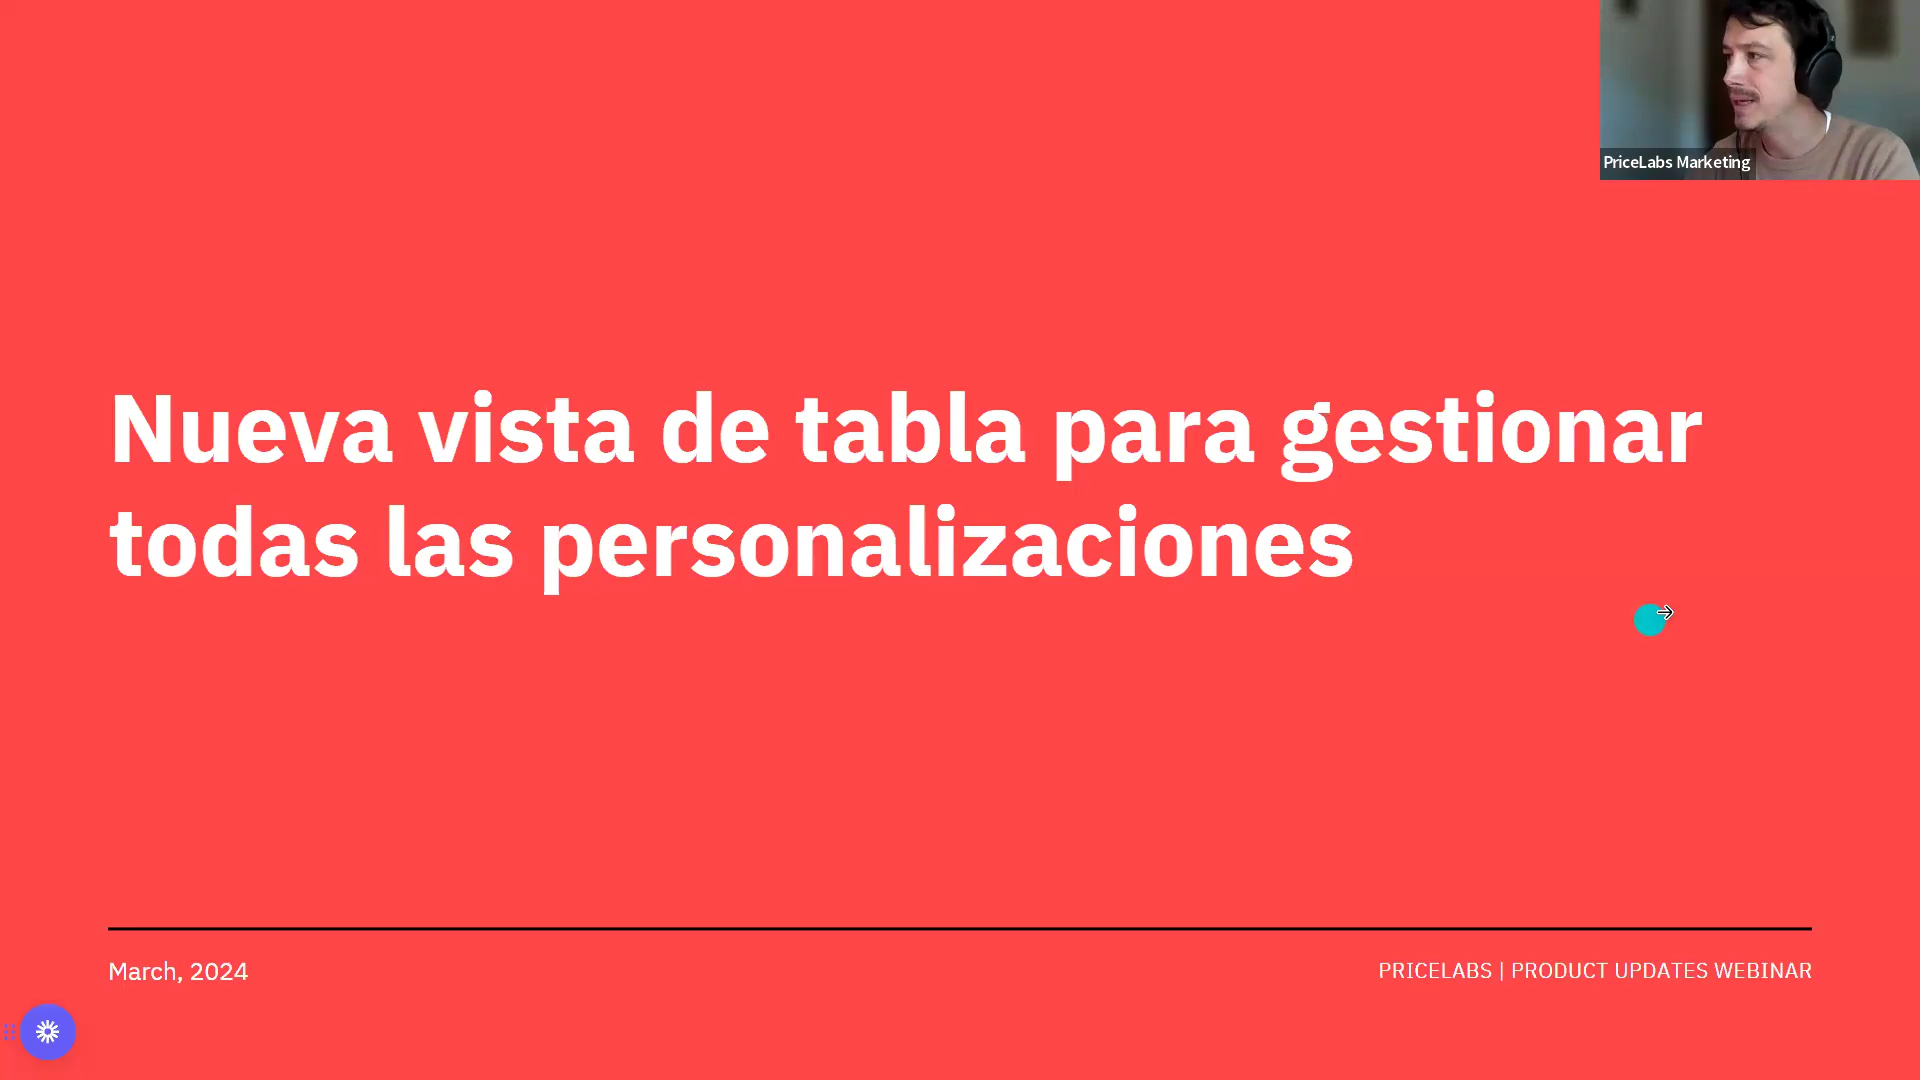 PriceLabs Marketing
Nueva vista de tabla para gestionar
todas las personalizaciones
March, 2024
PRICELABS | PRODUCT UPDATES WEBINAR